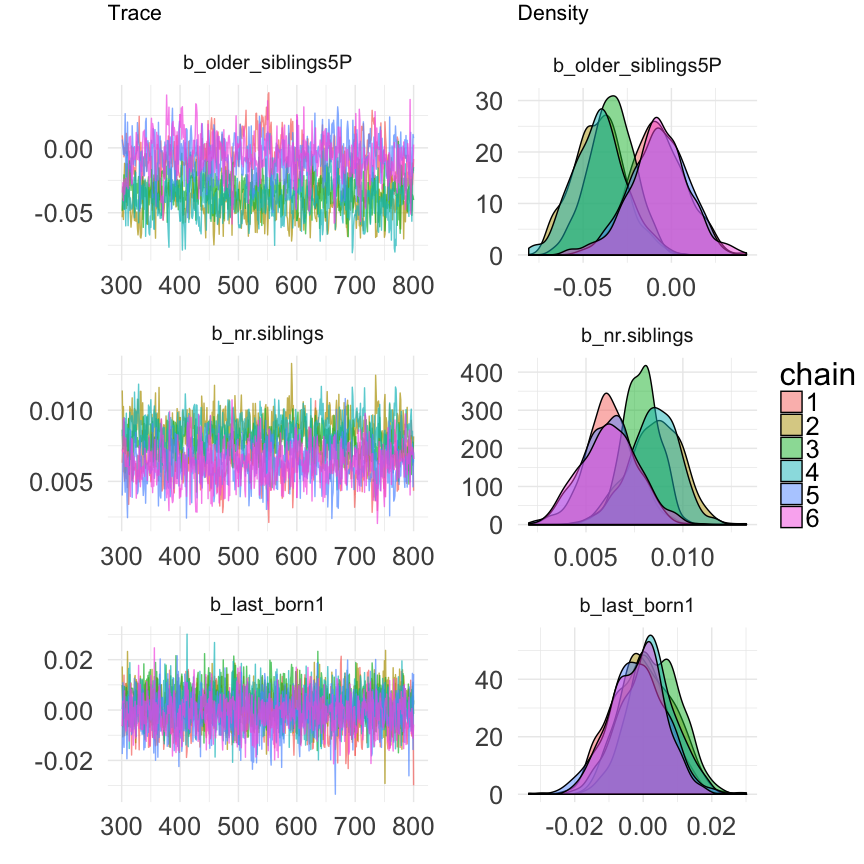 Trace
Density
b_older_siblings5P
b_older_siblings5P
0.00
-0.05
300 400 500 600 700 800
30
20
10
0
-0.05 0.00
b_nr.siblings
b_nr.siblings
0.010
0.005
300 400 500 600 700 800
400
300
200
100
0
0.005 0.010
chain
1
2
3
4
5
6
b_last_born1
b_last_born1
0.02
0.00
-0.02
300 400 500 600 700 800
40
20
0
-0.02 0.00 0.02